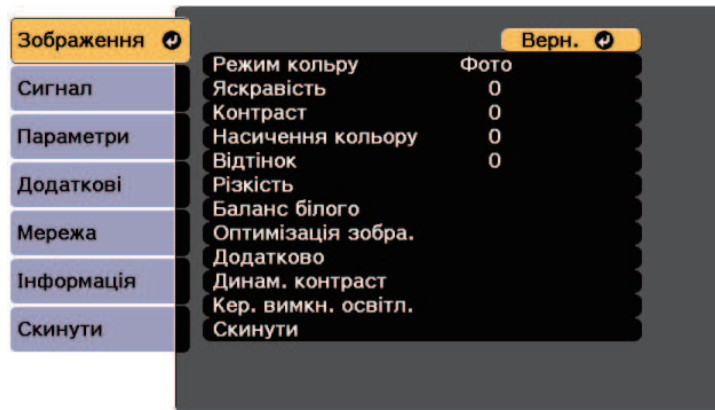 Зображення
Сигнал
Параметри
Додаткові
Мережа
Інформація
Скинути
Верн.
Режим кольру Фото
Яскравість 0
Контраст 0
Насичення кольору 0
Відтінок 0
Різкість
Баланс білого
Оптимізація зобра.
Додатково
Динам. контраст
Кер. вимкн. освітл.
Скинути